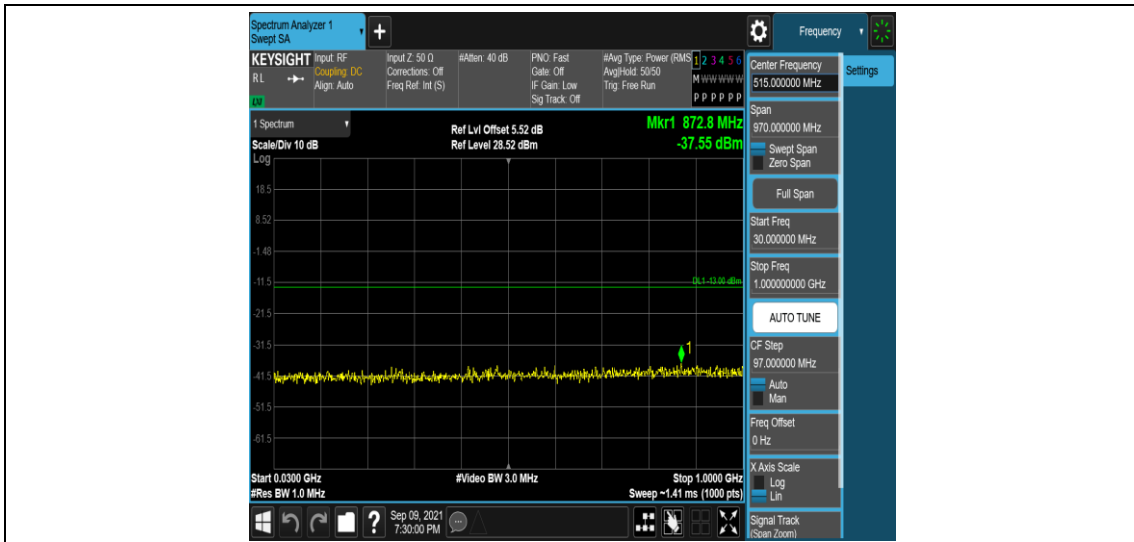 Spectrum Analyzer 1
Swept SA
Frequency
KEYSIGHT
RL
LXI
Input: RF
Coupling: DC
Align: Auto
Input Z: 50 Ω
Corrections: Off
Freq Ref: Int (S)
#Atten: 40 dB
PNO: Fast
Gate: Off
IF Gain: Low
Sig Track: Off
#Avg Type: Power (RMS
Avg|Hold: 50/50
Trig: Free Run
1 2 3 4 5 6
M W W W W W
P P P P P P
Center Frequency
515.000000 MHz
Settings
Span
970.000000 MHz
Swept Span
Zero Span
Full Span
Start Freq
30.000000 MHz
Stop Freq
1.000000000 GHz
AUTO TUNE
CF Step
97.000000 MHz
Auto
Man
Freq Offset
0 Hz
X Axis Scale
Log
Lin
Signal Track
(Span Zoom)
1 Spectrum
Scale/Div 10 dB
Log
Ref Lvl Offset 5.52 dB
Ref Level 28.52 dBm
Mkr1 872.8 MHz
-37.55 dBm
18.5
8.52
-1.48
-11.5
DL1 -13.00 dBm
-21.5
-31.5
1
-41.5
-51.5
-61.5
Start 0.0300 GHz
#Res BW 1.0 MHz
#Video BW 3.0 MHz
Stop 1.0000 GHz
Sweep ~1.41 ms (1000 pts)
Sep 09, 2021
7:30:00 PM